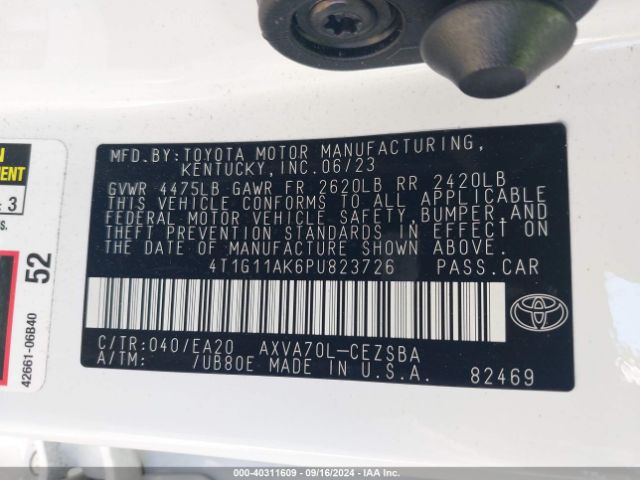 MFD.BY:TOYOTA MOTOR MANUFACTURING,
KENTUCKY,INC.06/23
GVWR 4475LB GAWR FR 2620LB RR 2420LB
THIS VEHICLE CONFORMS TO ALL APPLICABLE
FEDERAL MOTOR VEHICLE SAFETY,BUMPER,AND
THEFT PREVENTION STANDARDS IN EFFECT ON
THE DATE OF MANUFACTURE SHOWN ABOVE.
4T1G11AK6PU823726 PASS.CAR
C/TR:040/EA20 AXVA70L-CEZSBA
A/TM: /UB80E MADE IN U.S.A.
82469
3
52
42661-06B40
© COPART - 40311609 - 09/16/2024 - IAA Inc.